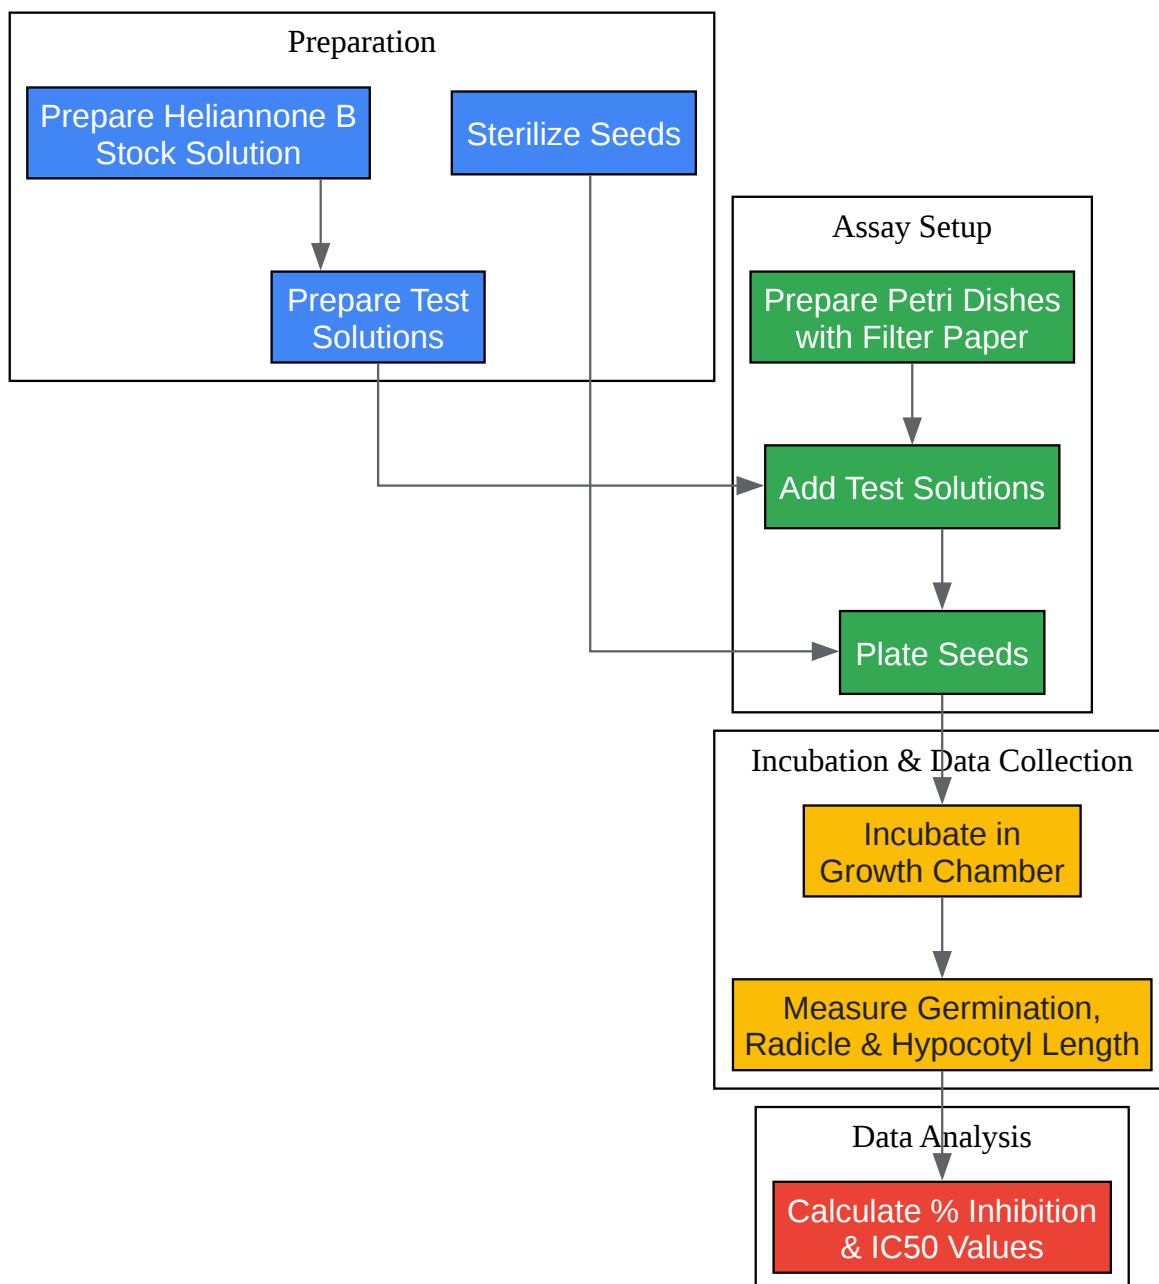 Preparation
Prepare Heliannone B
Stock Solution
Sterilize Seeds
Prepare Test
Solutions
Assay Setup
Prepare Petri Dishes
with Filter Paper
Add Test Solutions
Plate Seeds
Incubation & Data Collection
Incubate in
Growth Chamber
Measure Germination,
Radicle & Hypocotyl Length
Data Analysis
Calculate % Inhibition
& IC50 Values